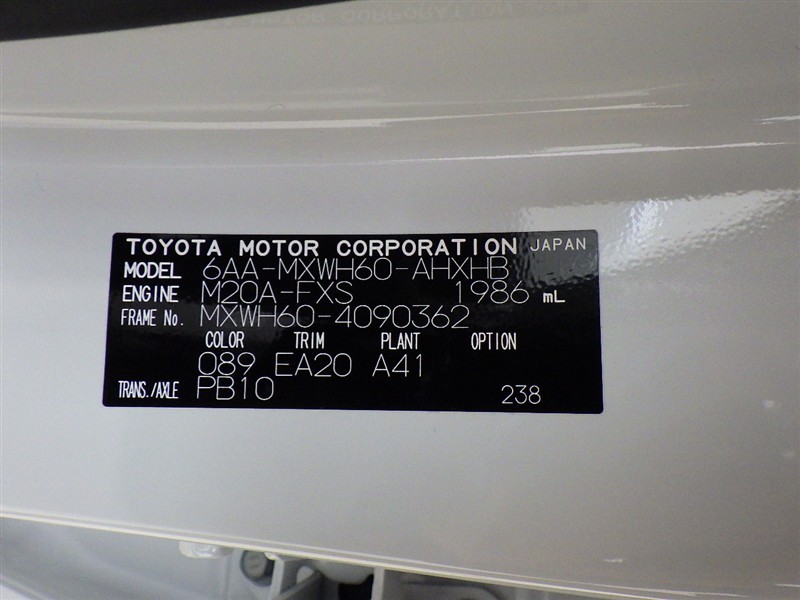 TOYOTA MOTOR CORPORATION JAPAN
MODEL 6AA-MXWH60-AHXHB
ENGINE M20A-FXS 1986 mL
FRAME No. MXWH60-4090362
COLOR TRIM PLANT OPTION
089 EA20 A41
TRANS./AXLE PB10 238